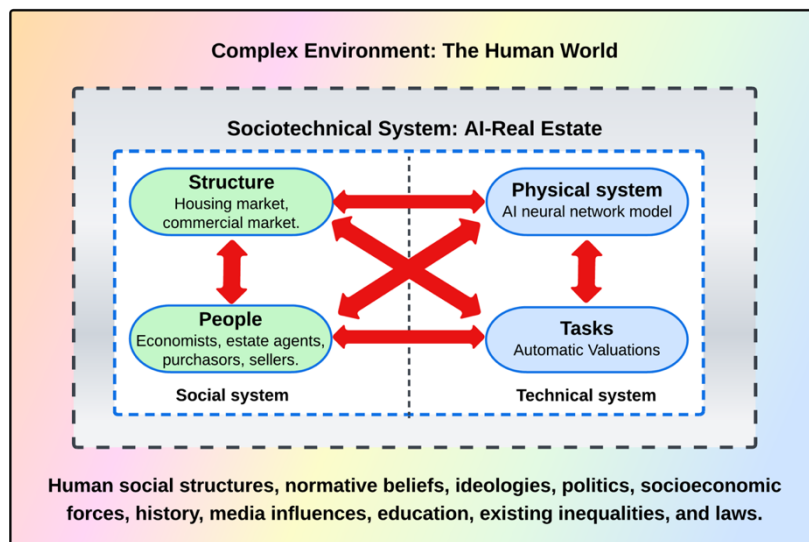 Complex Environment: The Human World
Sociotechnical System: AI-Real Estate
Structure
Housing market,
commercial market.
Physical system
AI neural network model
People
Economists, estate agents,
purchasors, sellers.
Tasks
Automatic Valuations
Social system
Technical system
Human social structures, normative beliefs, ideologies, politics, socioeconomic
forces, history, media influences, education, existing inequalities, and laws.